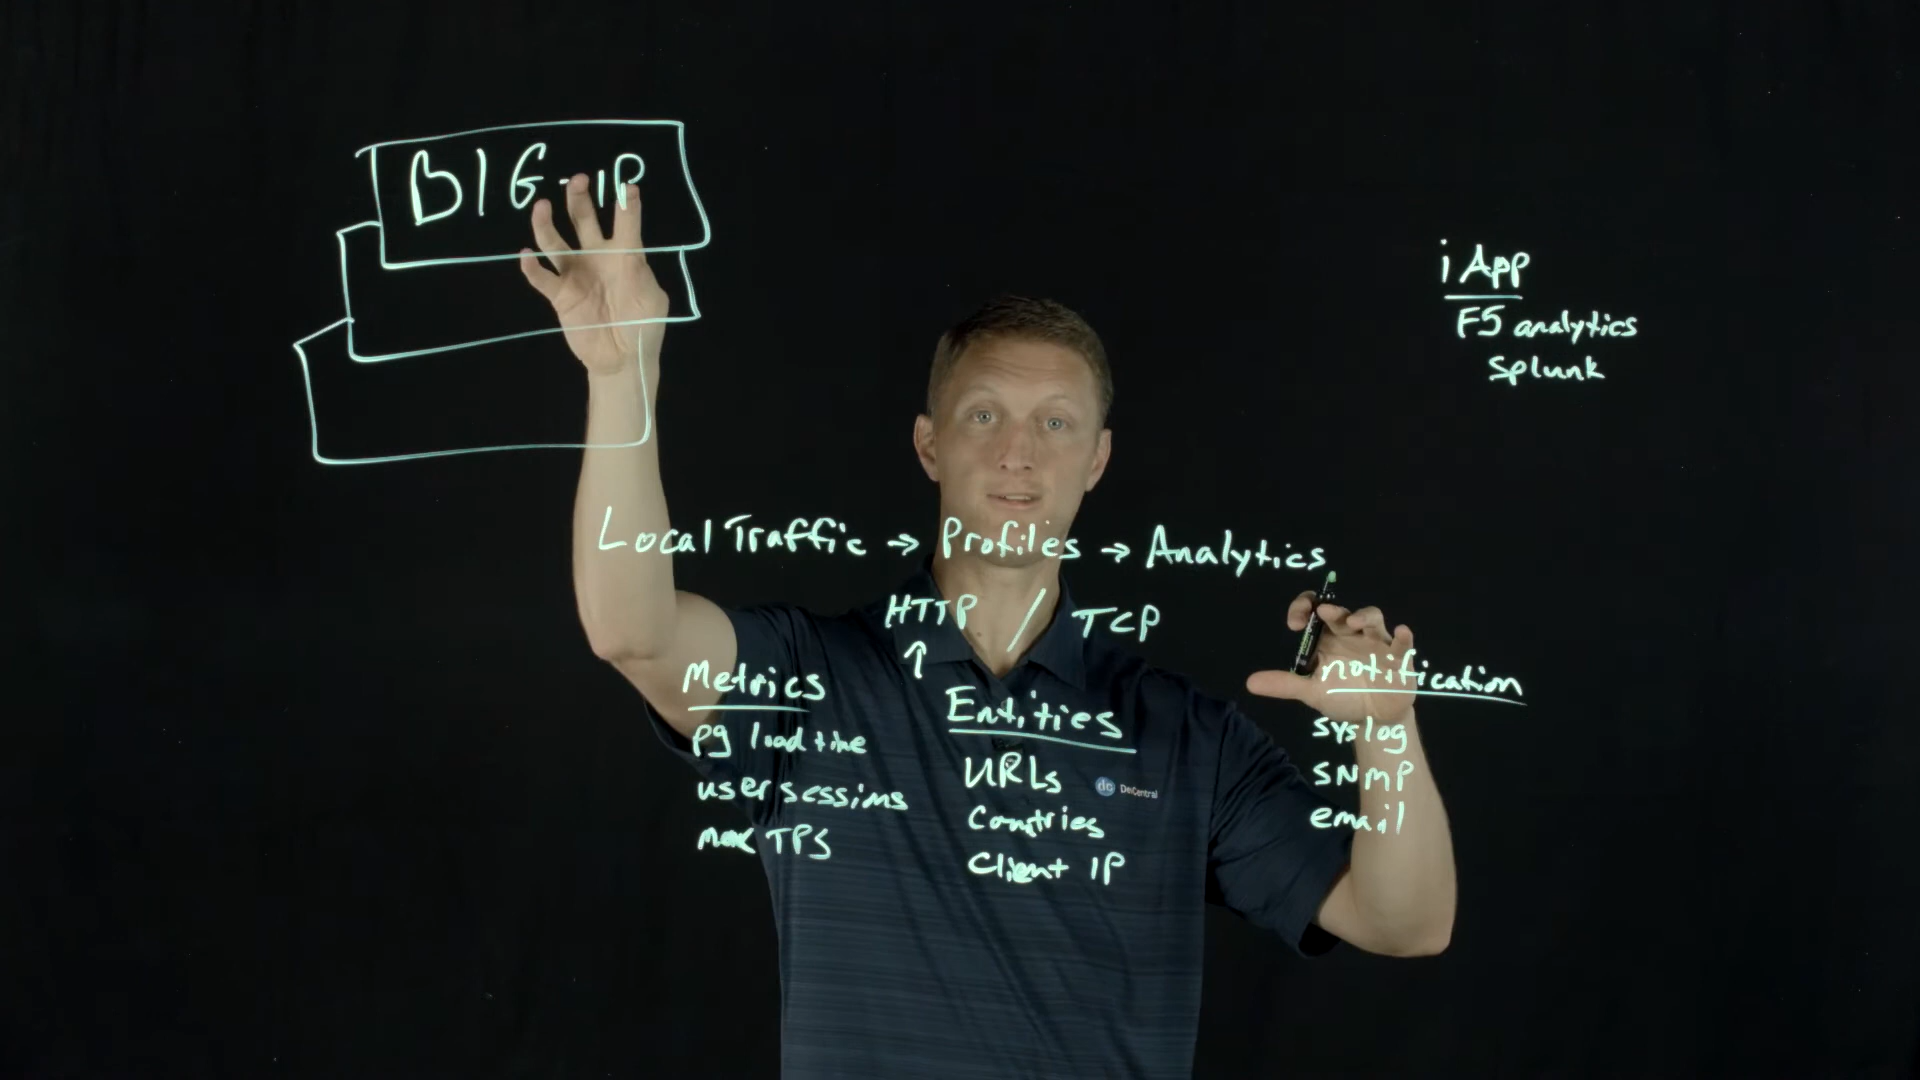 BIG-IP
iApp
F5 analytics
Splunk
Local Traffic → Profiles → Analytics
HTTP / TCP
↑
Metrics
pg load time
user sessions
max TPS
Entities
URLs
Countries
Client IP
notification
syslog
SNMP
email
dc DevCentral